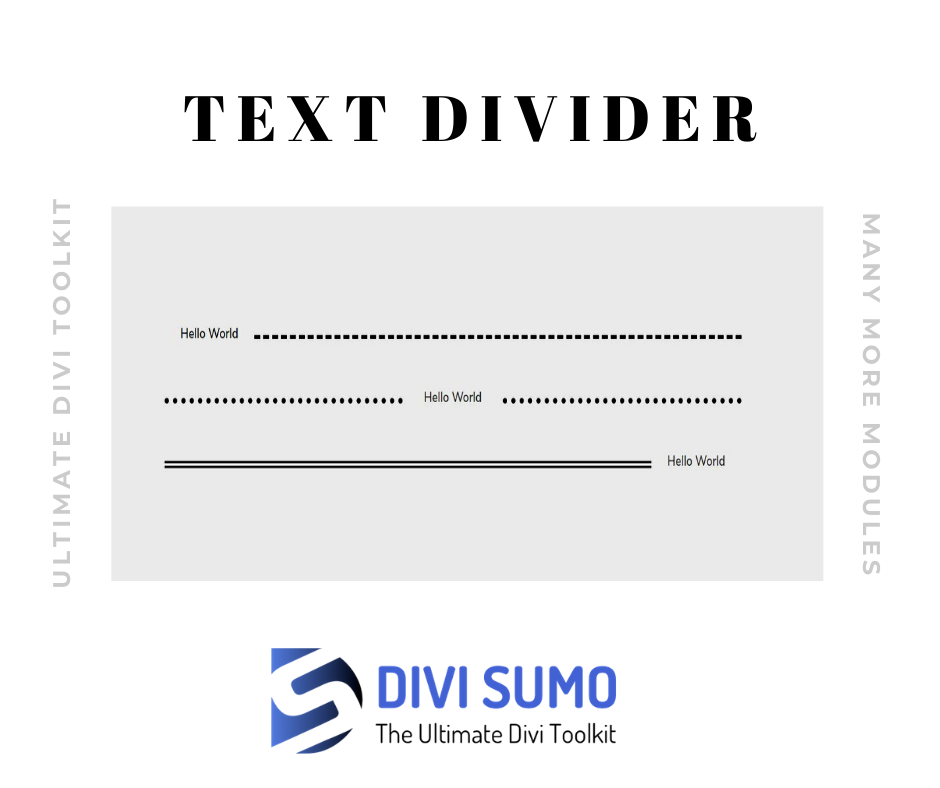 TEXT DIVIDER
ULTIMATE DIVI TOOLKIT
MANY MORE MODULES
Hello World
Hello World
Hello World
DIVI SUMO
The Ultimate Divi Toolkit